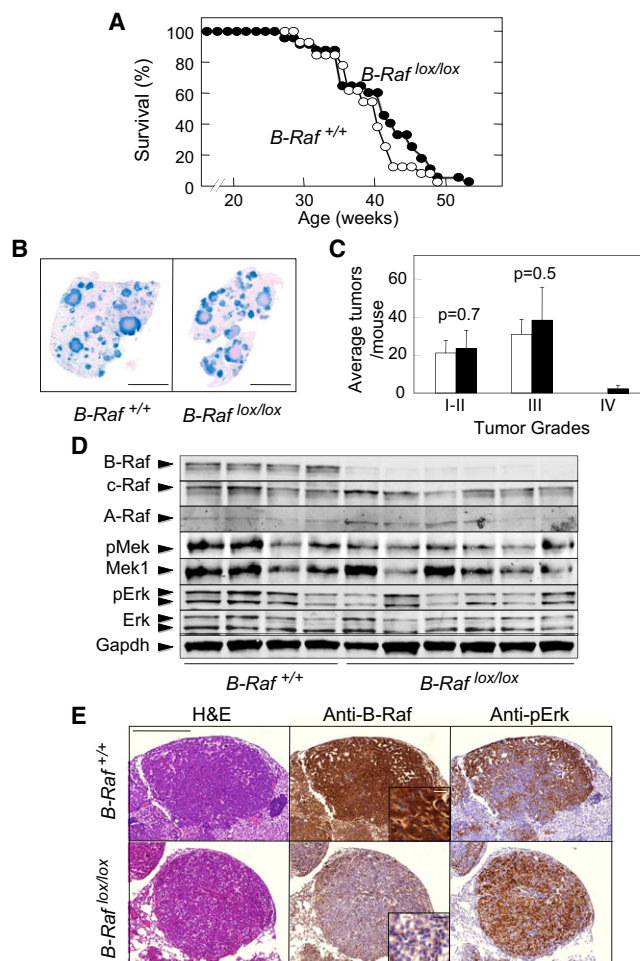 A
Survival (%)
100
80
60
40
20
0
B-Raf lox/lox
B-Raf +/+
20 30 40 50
Age (weeks)
B
B-Raf +/+ B-Raf lox/lox
C
Average tumors
/mouse
60
40
20
0
p=0.7
p=0.5
I-II III IV
Tumor Grades
D
B-Raf
c-Raf
A-Raf
pMek
Mek1
pErk
Erk
Gapdh
B-Raf +/+ B-Raf lox/lox
E
H&E Anti-B-Raf Anti-pErk
B-Raf +/+
B-Raf lox/lox